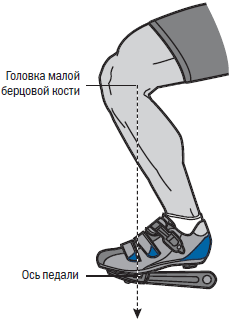 Головка малой
берцовой кости
Ось педали